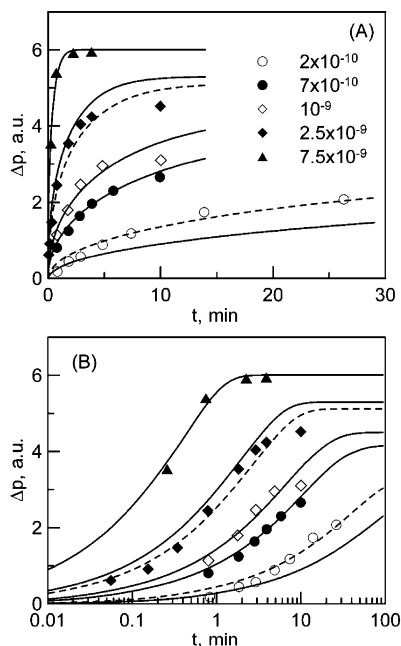 (A)
6
4
2
0
Δp, a.u.
2x10⁻¹⁰
7x10⁻¹⁰
10⁻⁹
2.5x10⁻⁹
7.5x10⁻⁹
0 10 20 30
t, min
(B)
6
4
2
0
Δp, a.u.
0.01 0.1 1 10 100
t, min